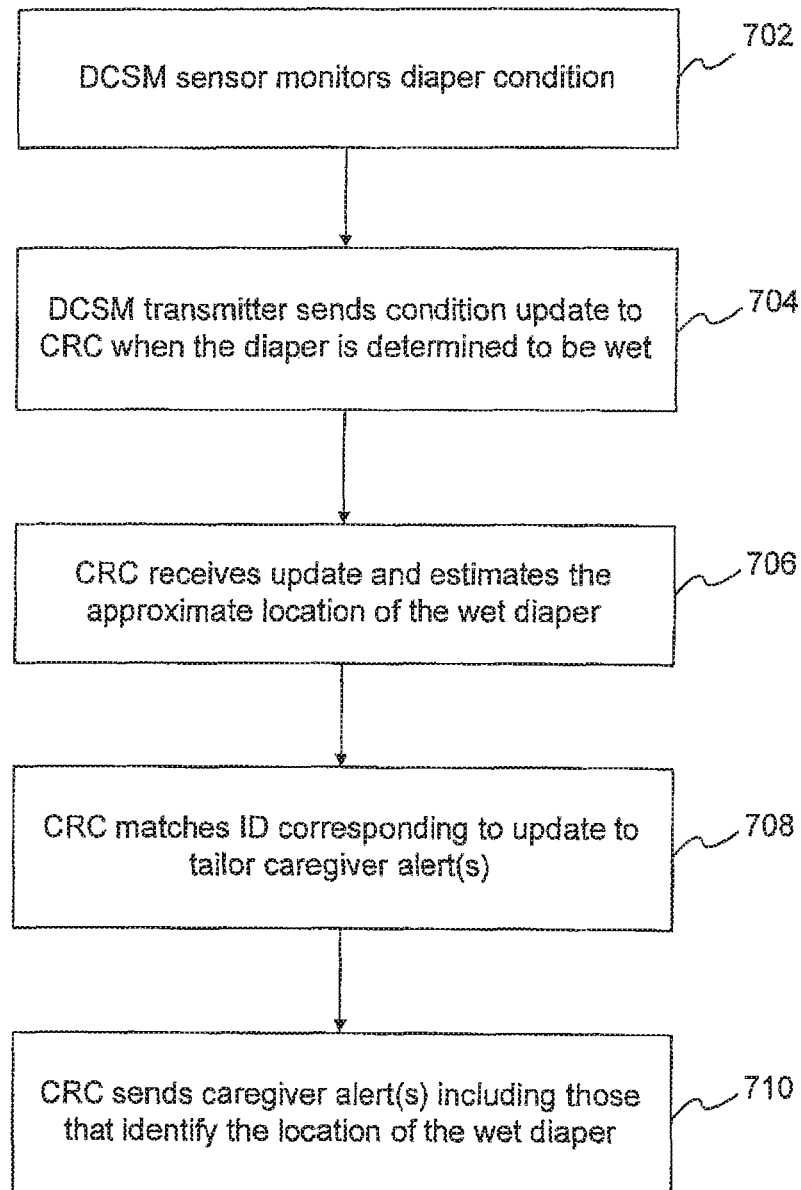 DCSM sensor monitors diaper condition
702
DCSM transmitter sends condition update to
CRC when the diaper is determined to be wet
704
CRC receives update and estimates the
approximate location of the wet diaper
706
CRC matches ID corresponding to update to
tailor caregiver alert(s)
708
CRC sends caregiver alert(s) including those
that identify the location of the wet diaper
710